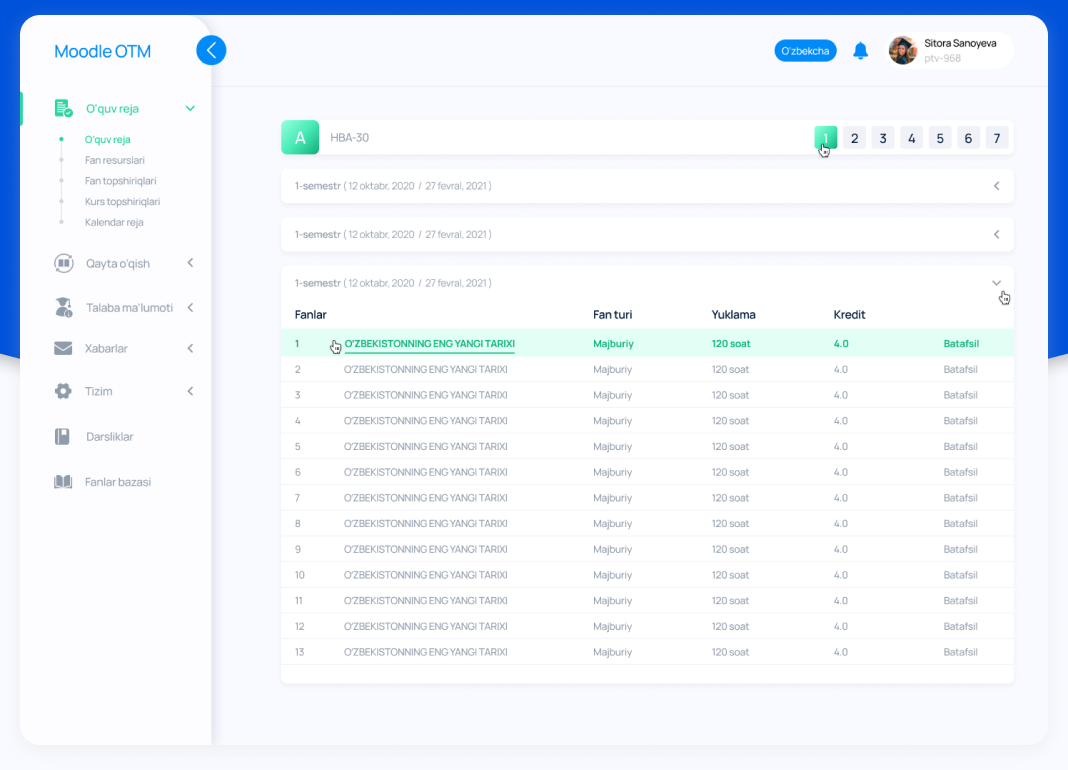 Moodle OTM
O'zbekcha
Sitora Sanoyeva
ptv-968
O'quv reja
O'quv reja
Fan resurslari
Fan topshiriqlari
Kurs topshiriqlari
Kalendar reja
Qayta o'qish
Talaba ma'lumoti
Xabarlar
Tizim
Darsliklar
Fanlar bazasi
A HBA-30 1 2 3 4 5 6 7
1-semestr ( 12 oktabr, 2020 / 27 fevral, 2021 )
1-semestr ( 12 oktabr, 2020 / 27 fevral, 2021 )
1-semestr ( 12 oktabr, 2020 / 27 fevral, 2021 )
Fanlar Fan turi Yuklama Kredit
1 O'ZBEKISTONNING ENG YANGI TARIXI Majburiy 120 soat 4.0 Batafsil
2 O'ZBEKISTONNING ENG YANGI TARIXI Majburiy 120 soat 4.0 Batafsil
3 O'ZBEKISTONNING ENG YANGI TARIXI Majburiy 120 soat 4.0 Batafsil
4 O'ZBEKISTONNING ENG YANGI TARIXI Majburiy 120 soat 4.0 Batafsil
5 O'ZBEKISTONNING ENG YANGI TARIXI Majburiy 120 soat 4.0 Batafsil
6 O'ZBEKISTONNING ENG YANGI TARIXI Majburiy 120 soat 4.0 Batafsil
7 O'ZBEKISTONNING ENG YANGI TARIXI Majburiy 120 soat 4.0 Batafsil
8 O'ZBEKISTONNING ENG YANGI TARIXI Majburiy 120 soat 4.0 Batafsil
9 O'ZBEKISTONNING ENG YANGI TARIXI Majburiy 120 soat 4.0 Batafsil
10 O'ZBEKISTONNING ENG YANGI TARIXI Majburiy 120 soat 4.0 Batafsil
11 O'ZBEKISTONNING ENG YANGI TARIXI Majburiy 120 soat 4.0 Batafsil
12 O'ZBEKISTONNING ENG YANGI TARIXI Majburiy 120 soat 4.0 Batafsil
13 O'ZBEKISTONNING ENG YANGI TARIXI Majburiy 120 soat 4.0 Batafsil